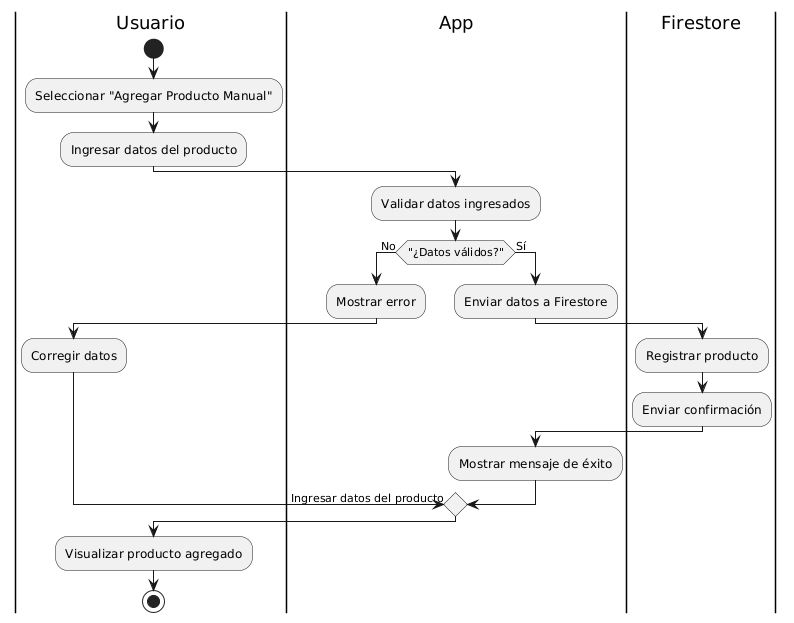 Usuario
App
Firestore
Seleccionar "Agregar Producto Manual"
Ingresar datos del producto
Validar datos ingresados
"¿Datos válidos?"
No
Sí
Mostrar error
Enviar datos a Firestore
Corregir datos
Registrar producto
Enviar confirmación
Mostrar mensaje de éxito
Ingresar datos del producto
Visualizar producto agregado